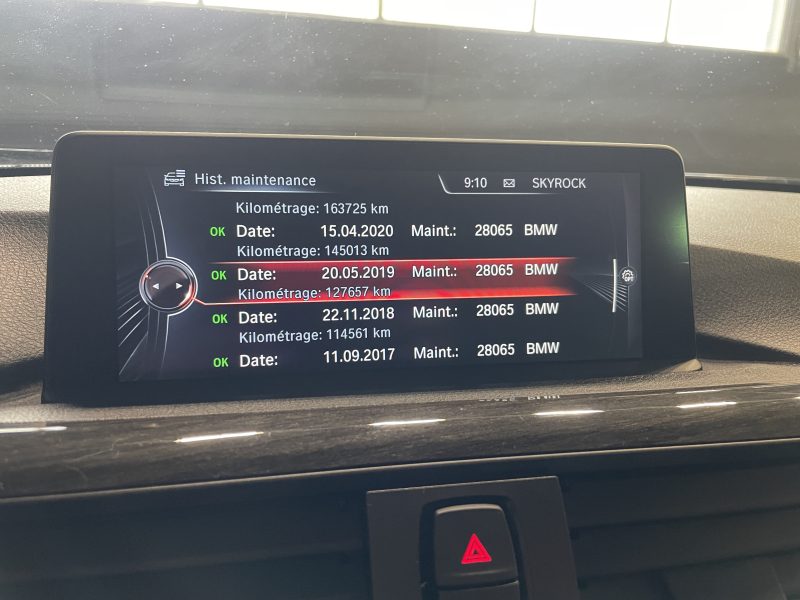 Hist. maintenance
9:10 SKYROCK
Kilométrage: 163725 km
OK Date: 15.04.2020 Maint.: 28065 BMW
Kilométrage: 145013 km
OK Date: 20.05.2019 Maint.: 28065 BMW
Kilométrage: 127657 km
OK Date: 22.11.2018 Maint.: 28065 BMW
Kilométrage: 114561 km
OK Date: 11.09.2017 Maint.: 28065 BMW